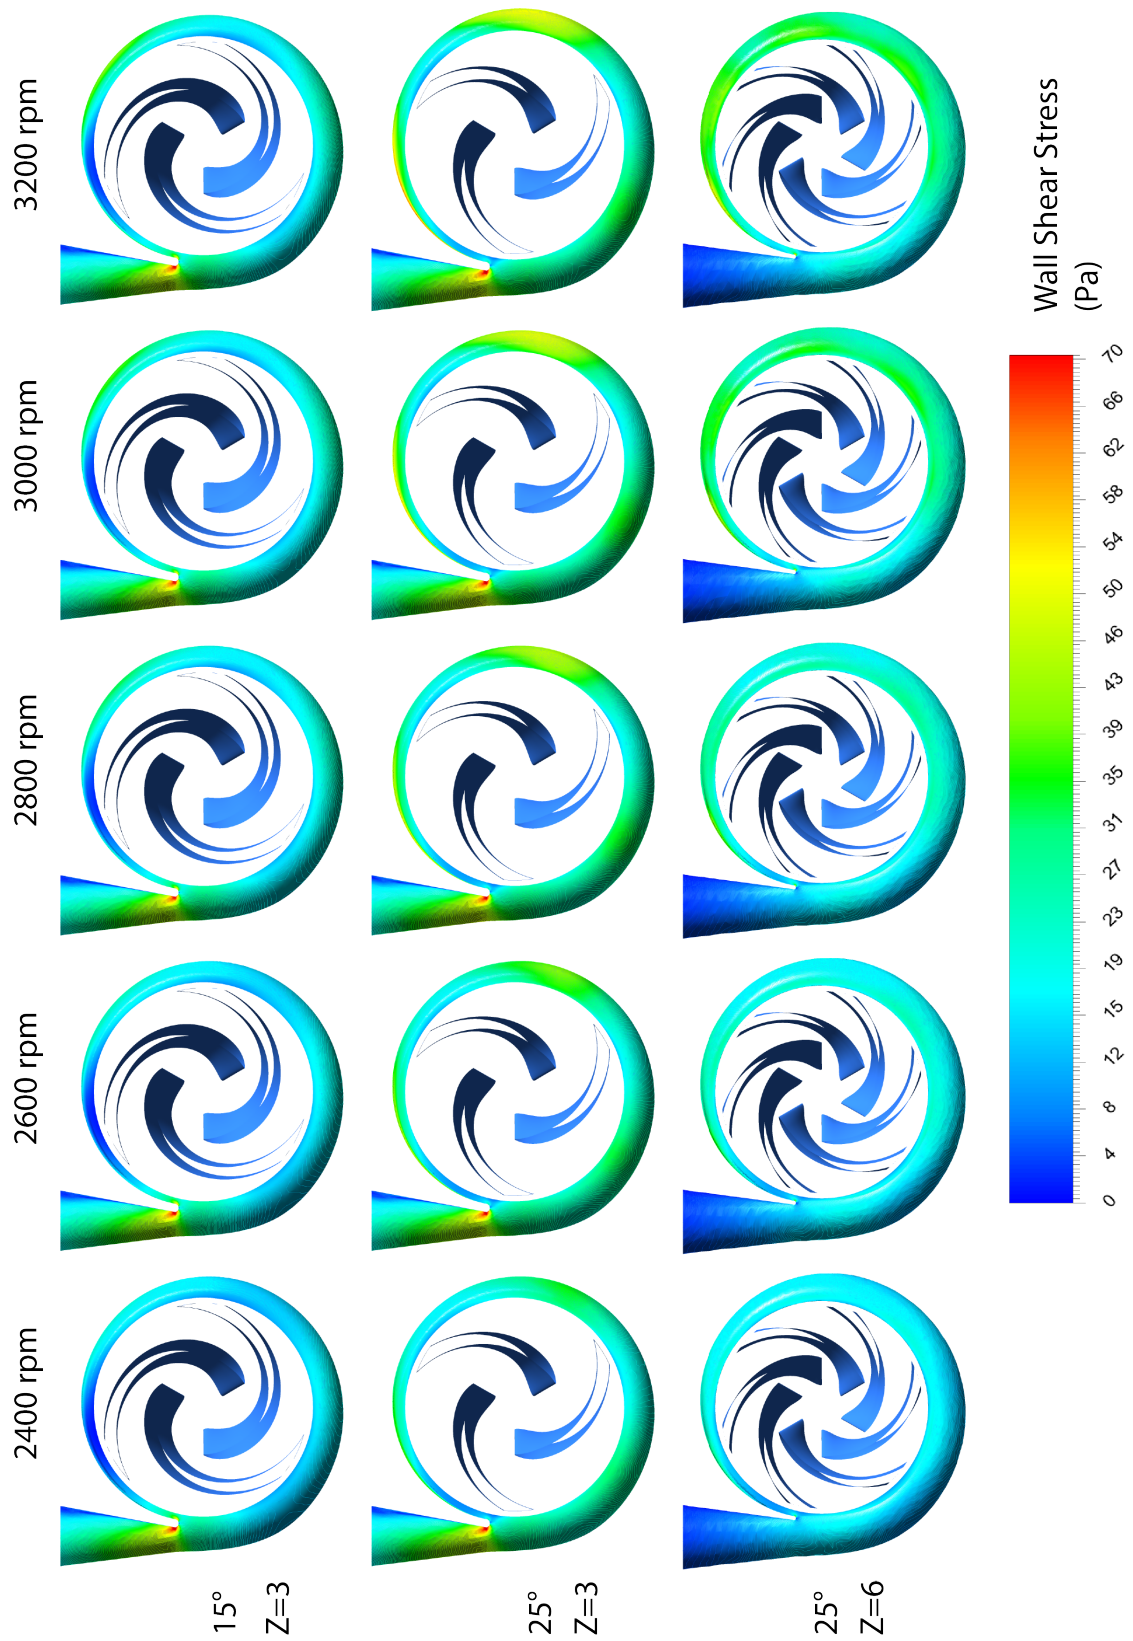 2400 rpm
2600 rpm
2800 rpm
3000 rpm
3200 rpm
15°
Z=3
25°
Z=3
25°
Z=6
Wall Shear Stress
(Pa)
0 4 8 12 15 19 23 27 31 35 39 43 46 50 54 58 62 66 70